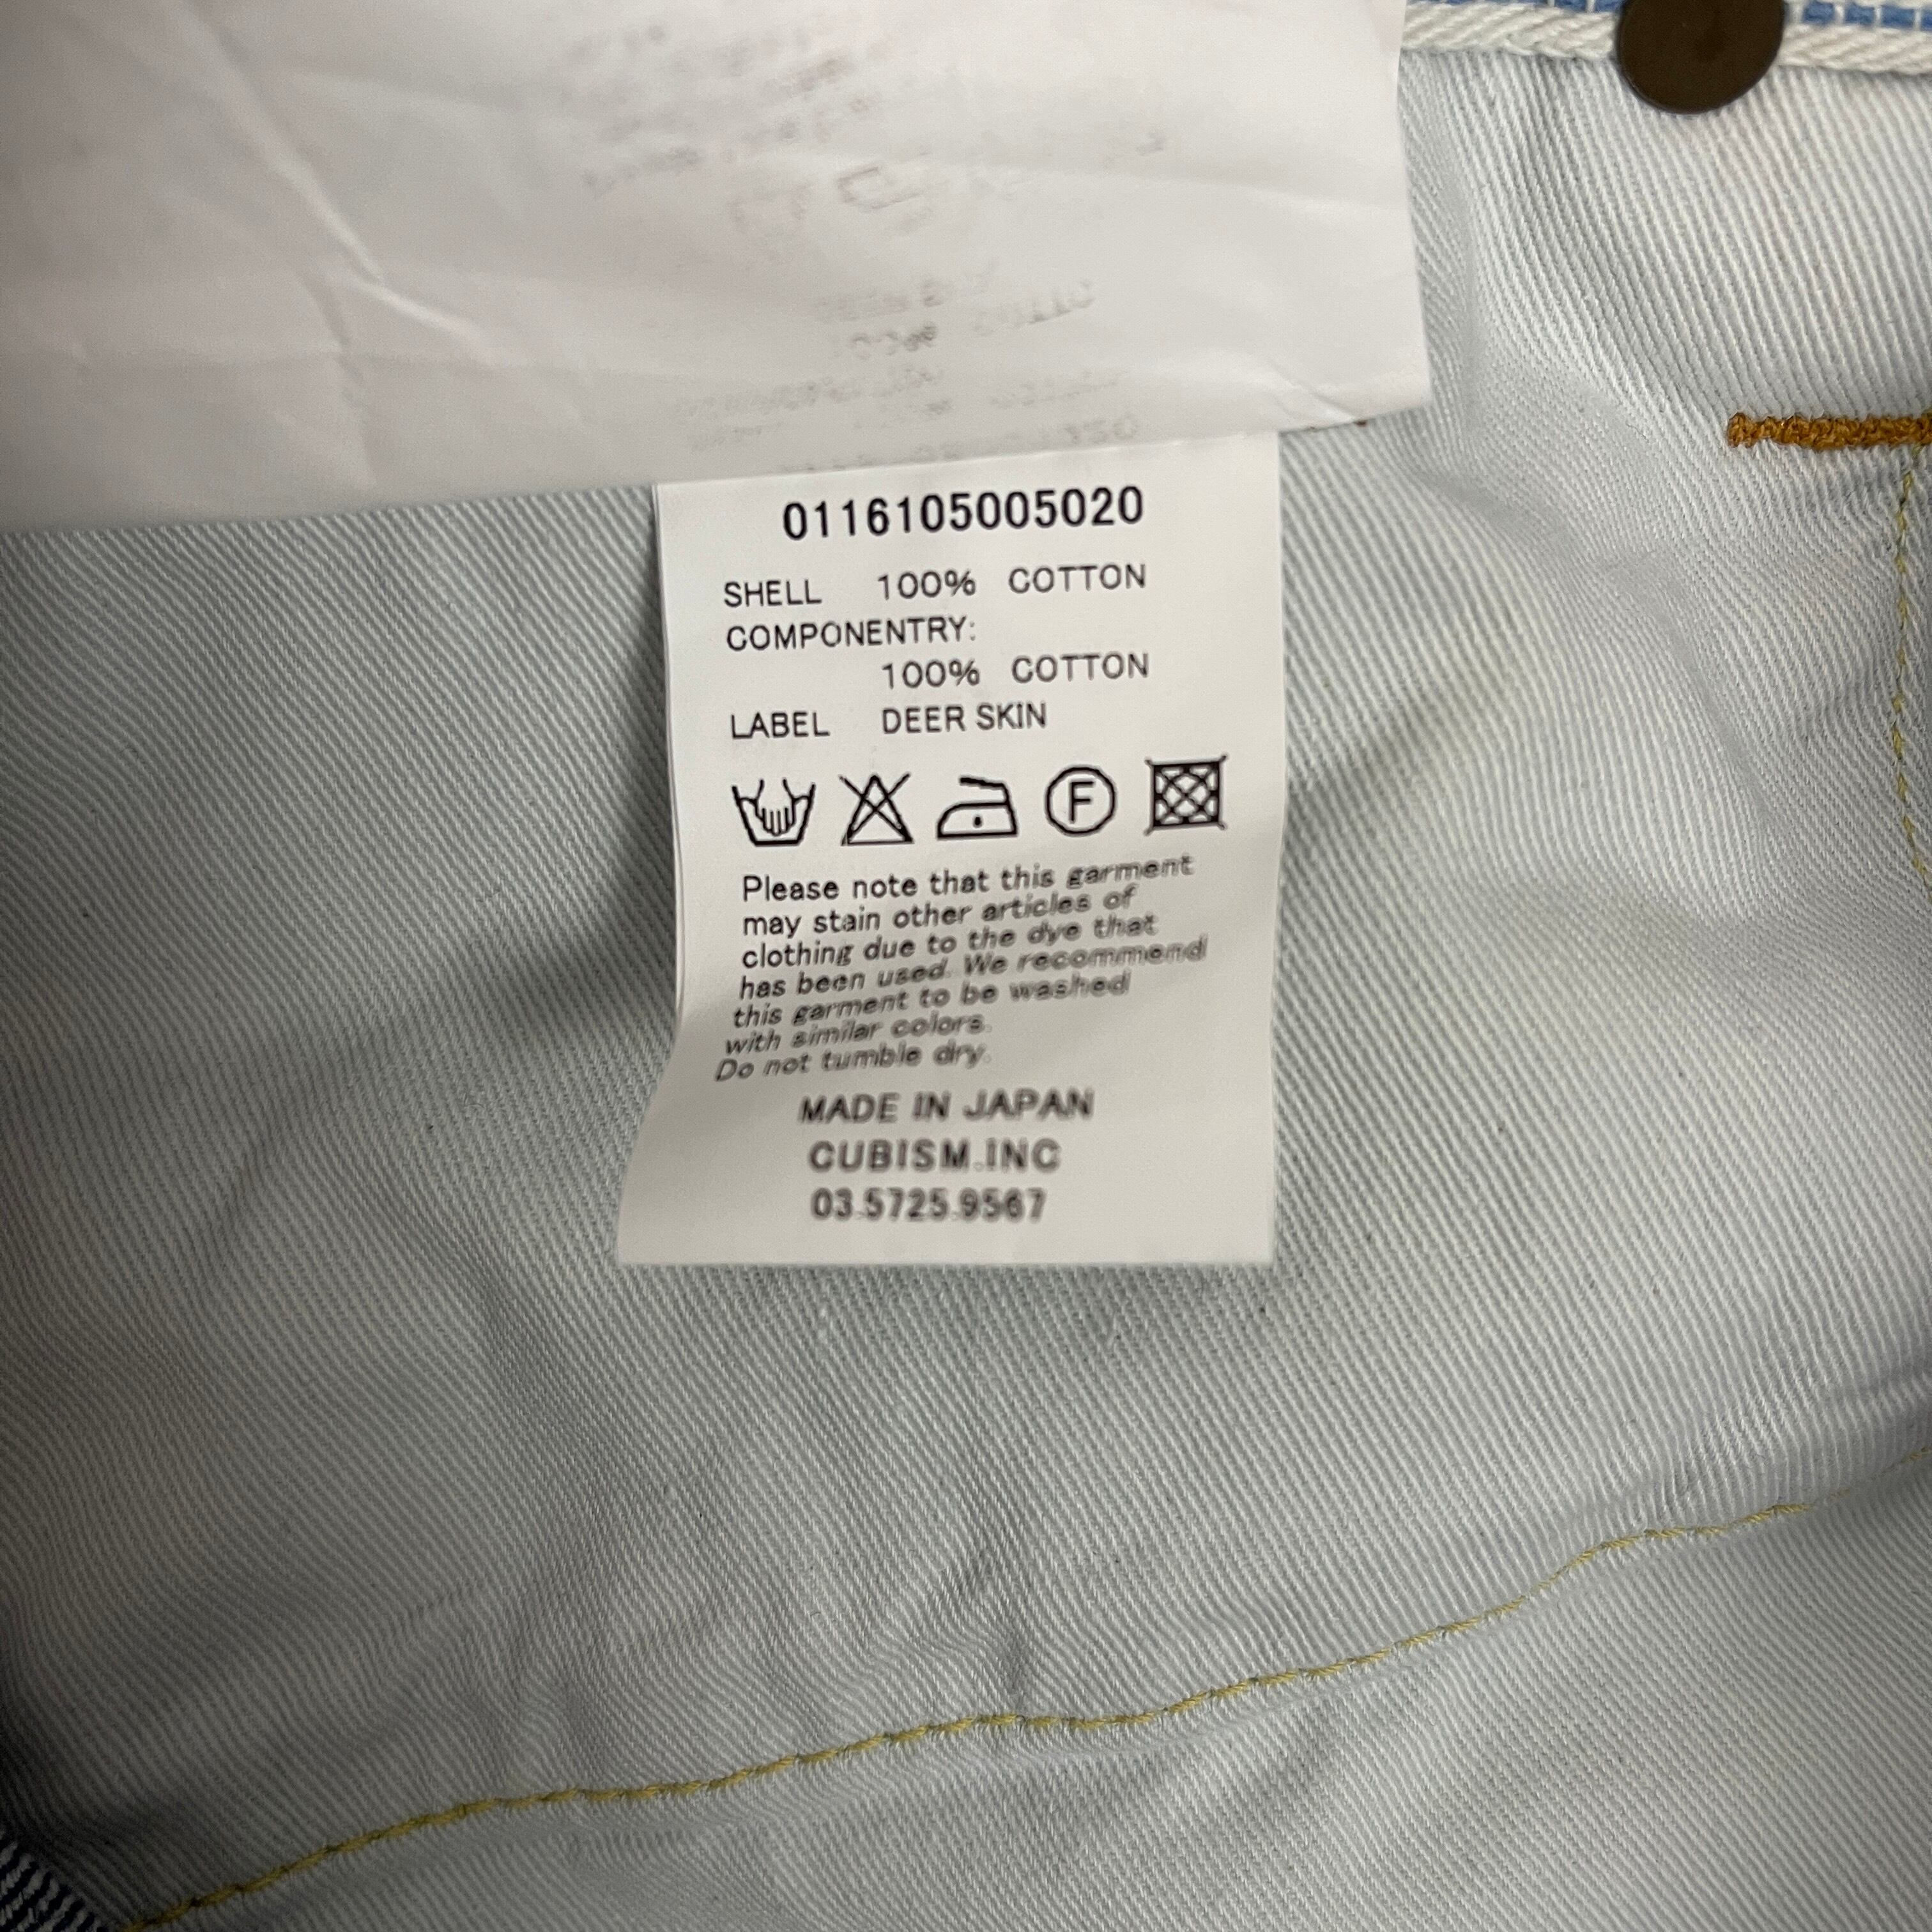 0116105005020
SHELL 100% COTTON
COMPONENTRY:
100% COTTON
LABEL DEER SKIN
F
Please note that this garment
may stain other articles of
clothing due to the dye that
has been used. We recommend
this garment to be washed
with similar colors.
Do not tumble dry.
MADE IN JAPAN
CUBISM.INC
03.5725.9567